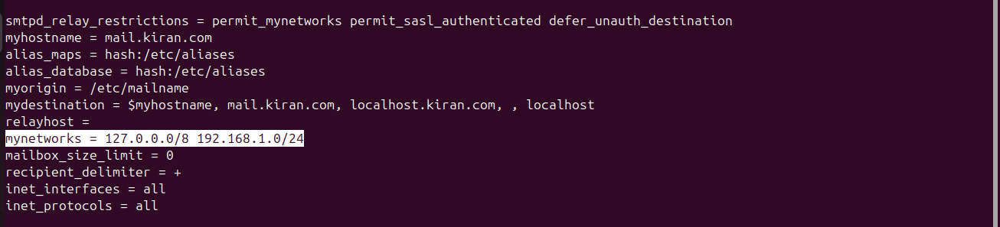 smtpd_relay_restrictions = permit_mynetworks permit_sasl_authenticated defer_unauth_destination
myhostname = mail.kiran.com
alias_maps = hash:/etc/aliases
alias_database = hash:/etc/aliases
myorigin = /etc/mailname
mydestination = $myhostname, mail.kiran.com, localhost.kiran.com, , localhost
relayhost =
mynetworks = 127.0.0.0/8 192.168.1.0/24
mailbox_size_limit = 0
recipient_delimiter = +
inet_interfaces = all
inet_protocols = all